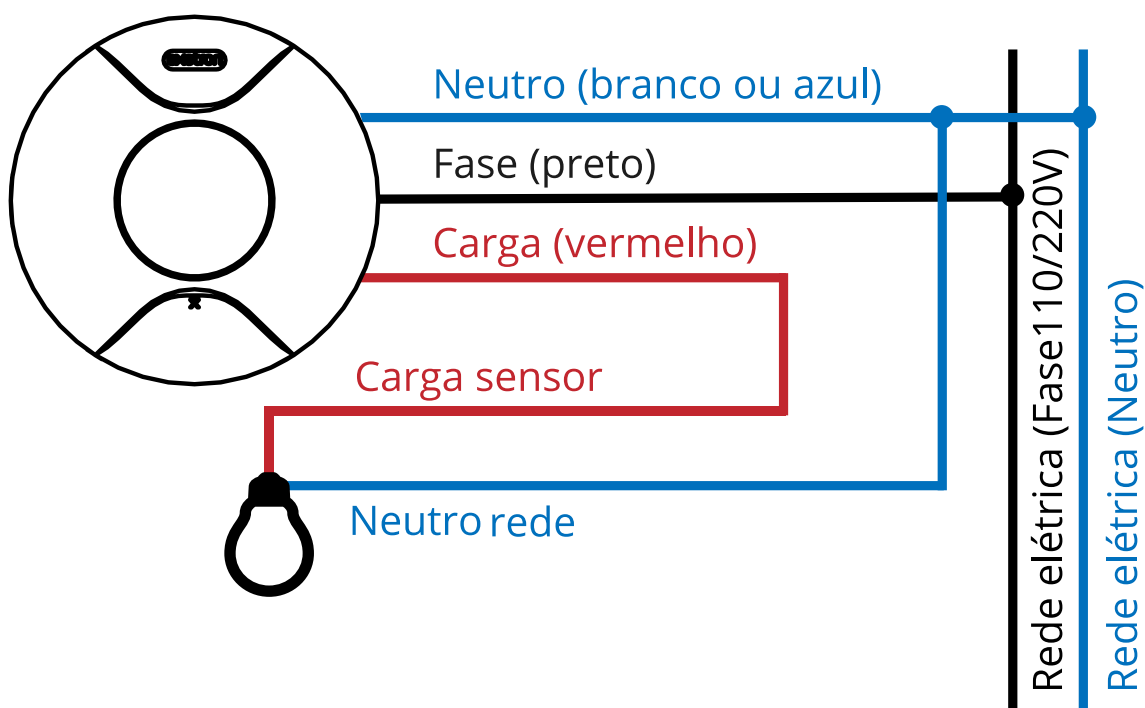 Neutro (branco ou azul)
Fase (preto)
Carga (vermelho)
Carga sensor
Neutro rede
Rede elétrica (Fase110/220V)
Rede elétrica (Neutro)